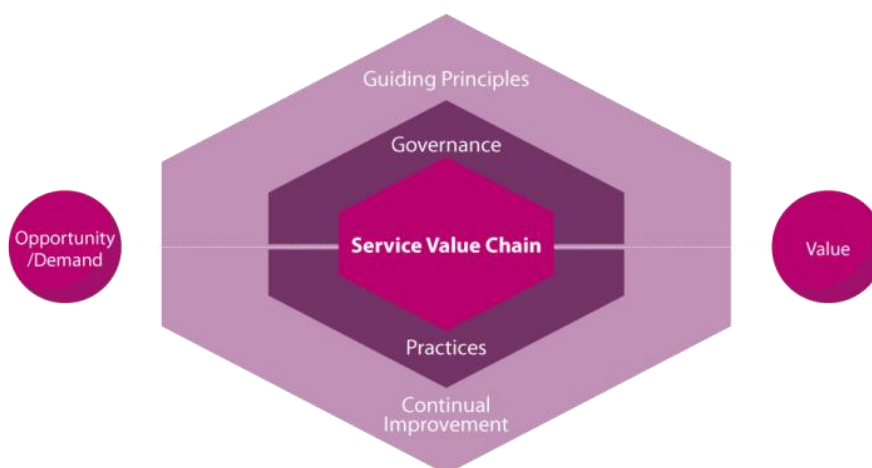 Guiding Principles
Governance
Opportunity
/Demand
Service Value Chain
Value
Practices
Continual
Improvement